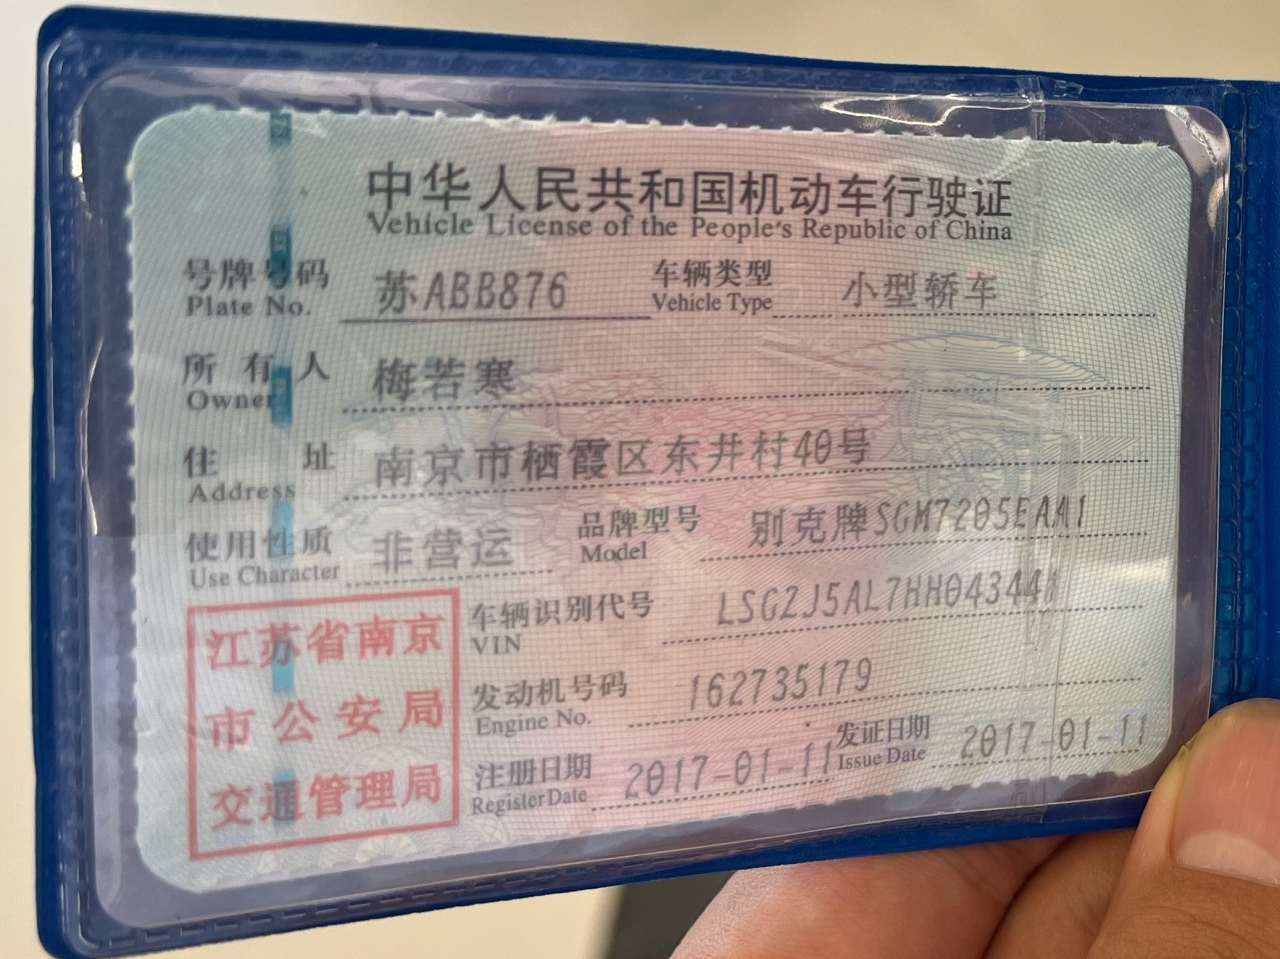 中华人民共和国机动车行驶证
Vehicle License of the People's Republic of China
号牌号码 苏ABB876 车辆类型 小型轿车
Plate No. Vehicle Type
所有人 梅若寒
Owner
住址 南京市栖霞区东井村40号
Address
使用性质 非营运 品牌型号 别克牌SGM7205EAA1
Use Character Model
江苏省南京
市公安局
交通管理局
车辆识别代号
VIN
发动机号码 162735179
Engine No.
注册日期 2017-01-11 发证日期 2017-01-11
Register Date Issue Date